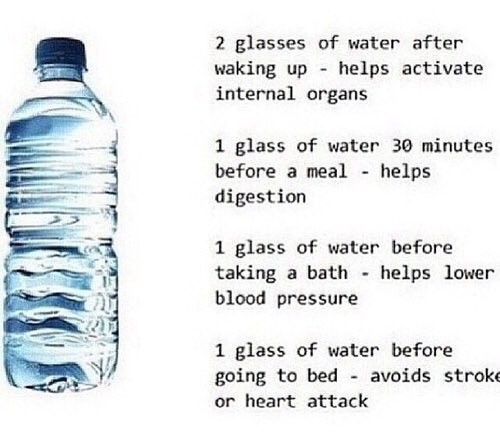 2 glasses of water after
waking up - helps activate
internal organs
1 glass of water 30 minutes
before a meal - helps
digestion
1 glass of water before
taking a bath - helps lower
blood pressure
1 glass of water before
going to bed - avoids stroke
or heart attack